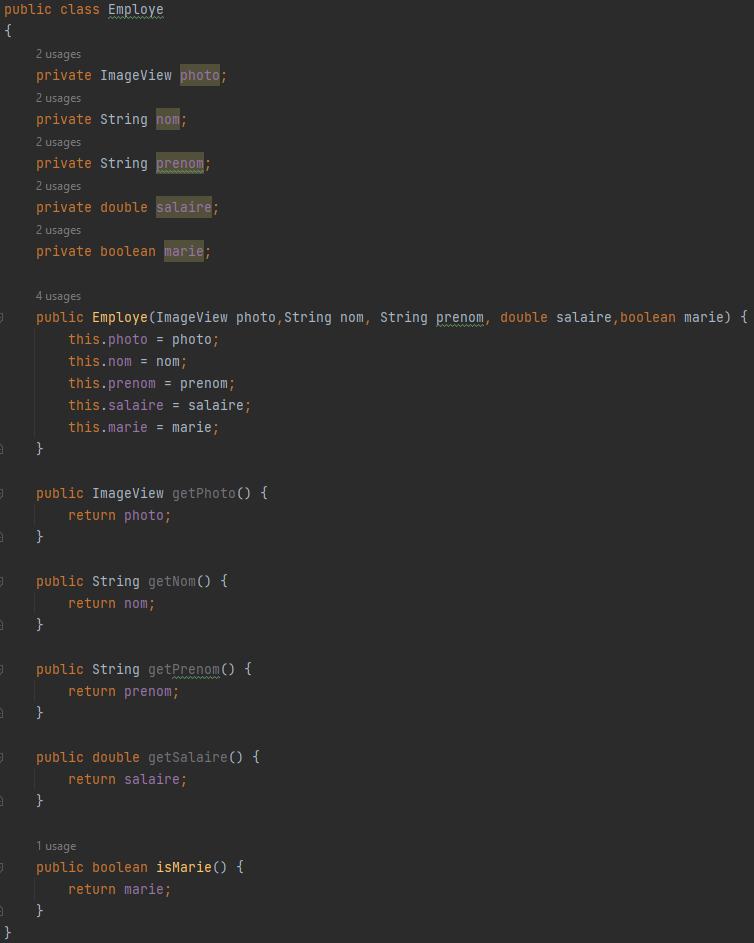 public class Employe
{
2 usages
private ImageView photo;
2 usages
private String nom;
2 usages
private String prenom;
2 usages
private double salaire;
2 usages
private boolean marie;
4 usages
public Employe(ImageView photo,String nom, String prenom, double salaire,boolean marie) {
this.photo = photo;
this.nom = nom;
this.prenom = prenom;
this.salaire = salaire;
this.marie = marie;
}
public ImageView getPhoto() {
return photo;
}
public String getNom() {
return nom;
}
public String getPrenom() {
return prenom;
}
public double getSalaire() {
return salaire;
}
1 usage
public boolean isMarie() {
return marie;
}
}